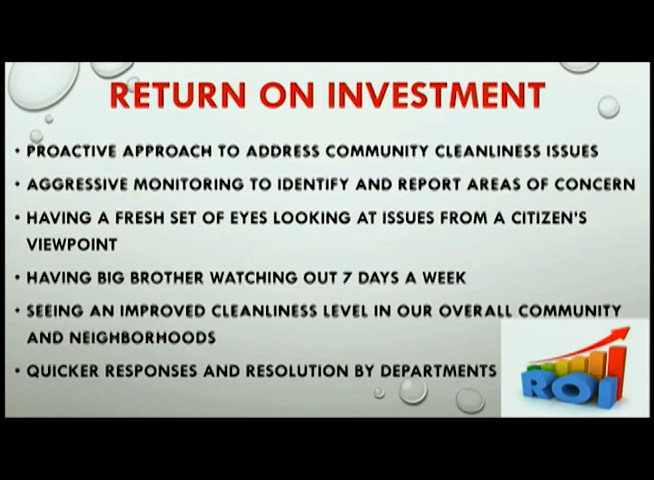 RETURN ON INVESTMENT
• PROACTIVE APPROACH TO ADDRESS COMMUNITY CLEANLINESS ISSUES
• AGGRESSIVE MONITORING TO IDENTIFY AND REPORT AREAS OF CONCERN
• HAVING A FRESH SET OF EYES LOOKING AT ISSUES FROM A CITIZEN'S
VIEWPOINT
• HAVING BIG BROTHER WATCHING OUT 7 DAYS A WEEK
• SEEING AN IMPROVED CLEANLINESS LEVEL IN OUR OVERALL COMMUNITY
AND NEIGHBORHOODS
• QUICKER RESPONSES AND RESOLUTION BY DEPARTMENTS
ROI